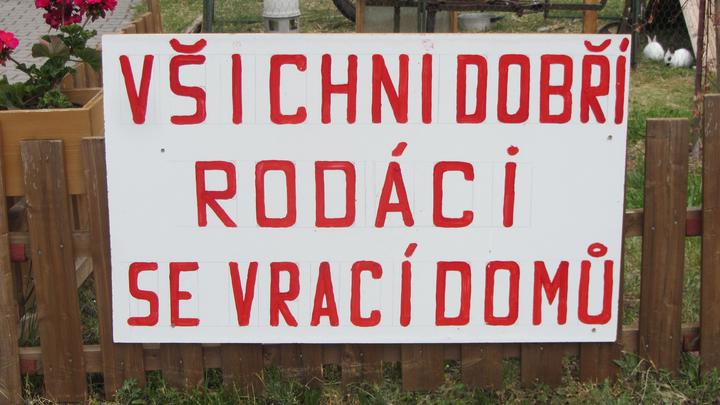 VŠICHNI DOBŘÍ
RODÁCI
SE VRACÍ DOMŮ